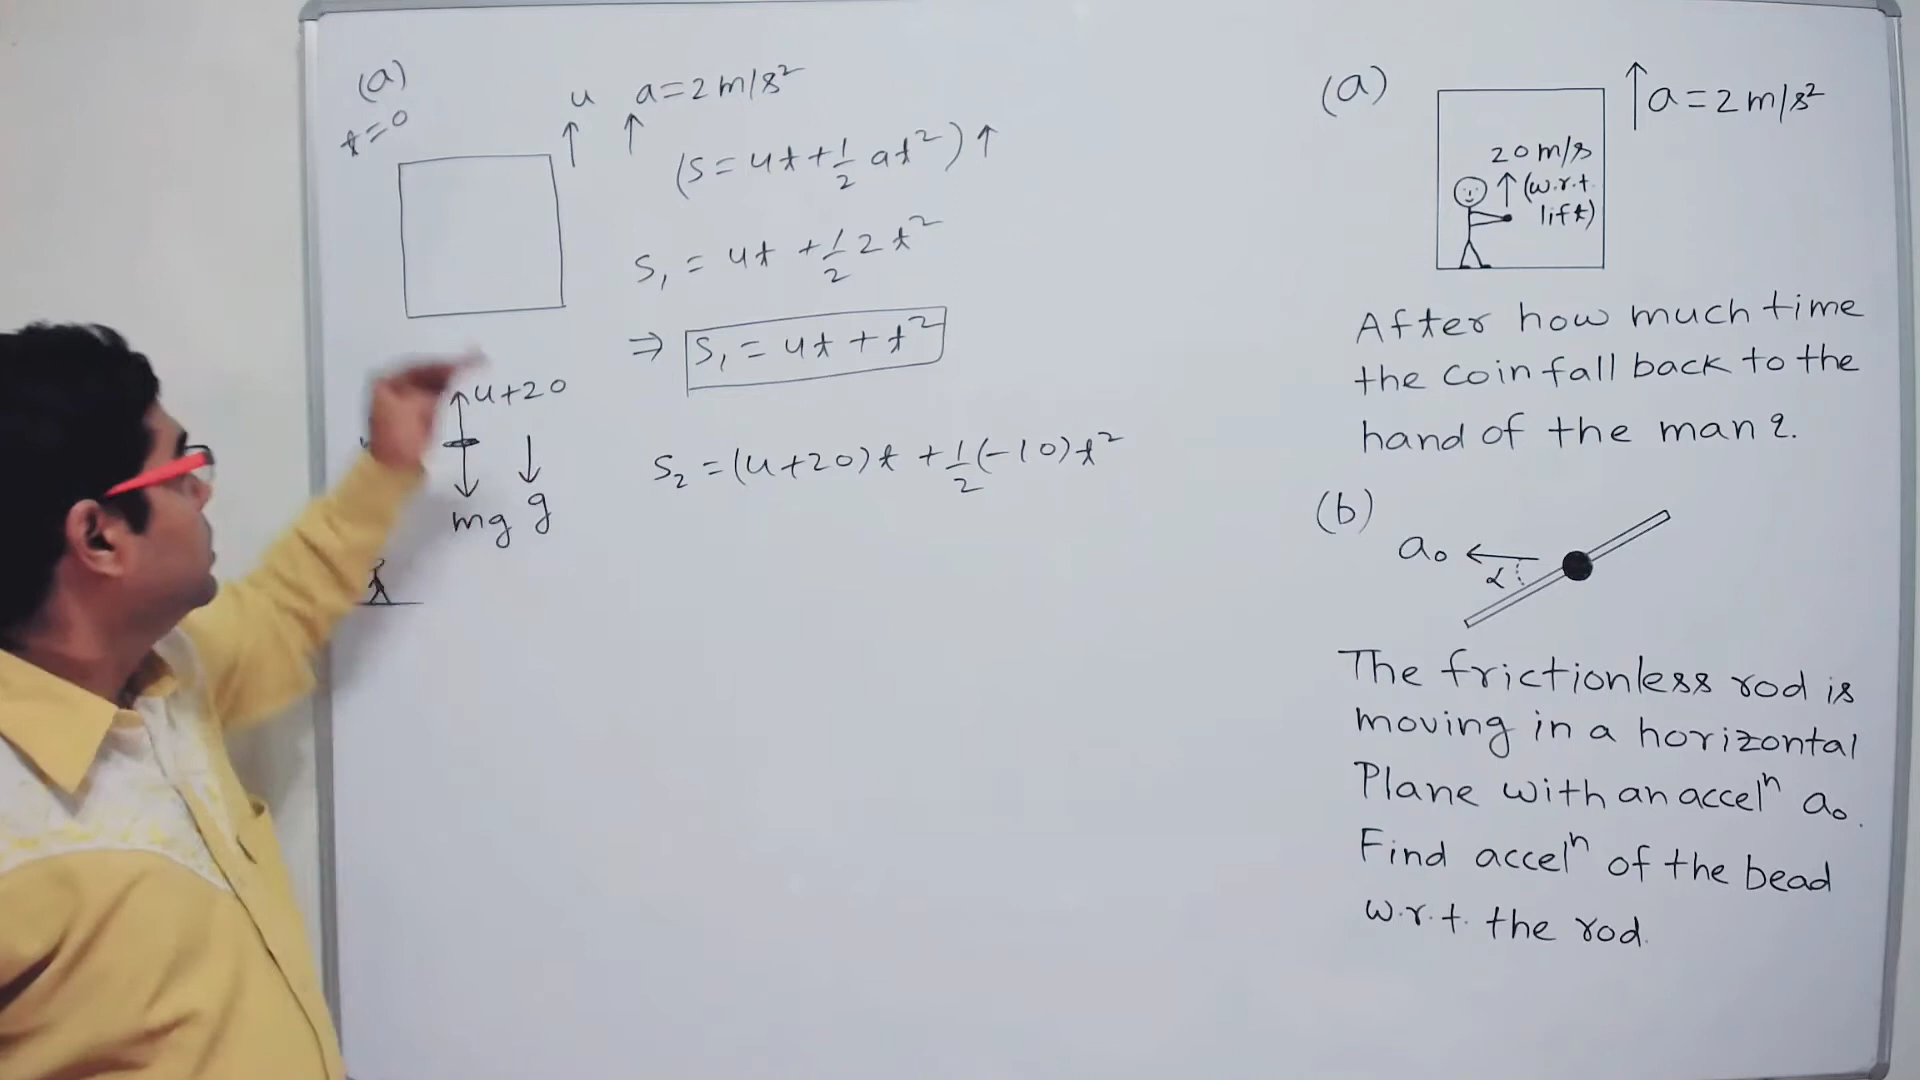 (a)
t=0
u a=2m/s²
(s=ut+1/2 at²)↑
s₁ = ut +1/2 2t²
⇒ s₁ = ut + t²
u+20
s₂ =(u+20)t +1/2(-10)t²
mg g
(a)
↑a=2m/s²
20m/s
↑(w.r.t.
lift)
After how much time
the coin fall back to the
hand of the man?.
(b)
a₀
α
The frictionless rod is
moving in a horizontal
Plane with an accelⁿ a₀.
Find accelⁿ of the bead
w.r.t. the rod.